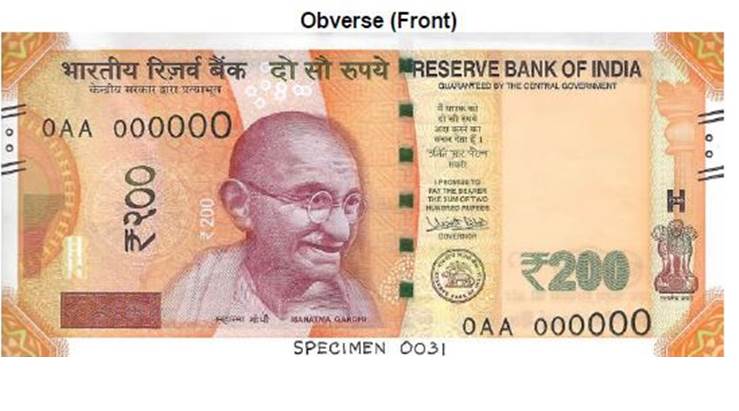 Obverse (Front)
भारतीय रिज़र्व बैंक
केन्द्रीय सरकार द्वारा प्रत्याभूत
दो सौ रुपये
RESERVE BANK OF INDIA
GUARANTEED BY THE CENTRAL GOVERNMENT
0AA 000000
₹२००
₹200
मैं धारक को
दो सौ रुपये
अदा करने का
वचन देता हूँ।
I PROMISE TO
PAY THE BEARER
THE SUM OF TWO
HUNDRED RUPEES
GOVERNOR
₹200
महात्मा गाँधी
MAHATMA GANDHI
0AA 000000
SPECIMEN 0031